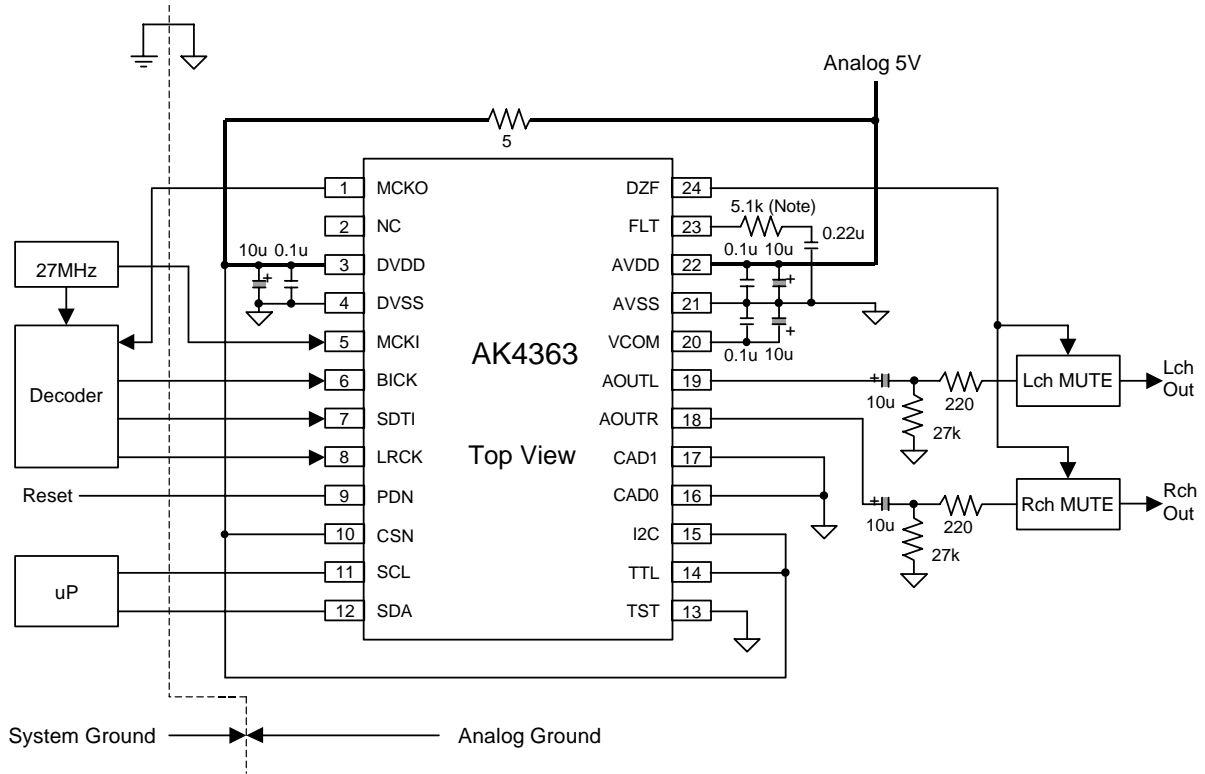 Analog 5V
5
1 MCKO
DZF 24
2 NC
FLT 23
5.1k (Note)
0.22u
27MHz
10u 0.1u
3 DVDD
AVDD 22
0.1u 10u
4 DVSS
AVSS 21
5 MCKI
VCOM 20
0.1u 10u
AK4363
Decoder
6 BICK
AOUTL 19
10u
220
27k
Lch MUTE
Lch
Out
7 SDTI
AOUTR 18
8 LRCK
Top View
CAD1 17
Reset
9 PDN
CAD0 16
10u
220
27k
Rch MUTE
Rch
Out
10 CSN
I2C 15
uP
11 SCL
TTL 14
12 SDA
TST 13
System Ground
Analog Ground